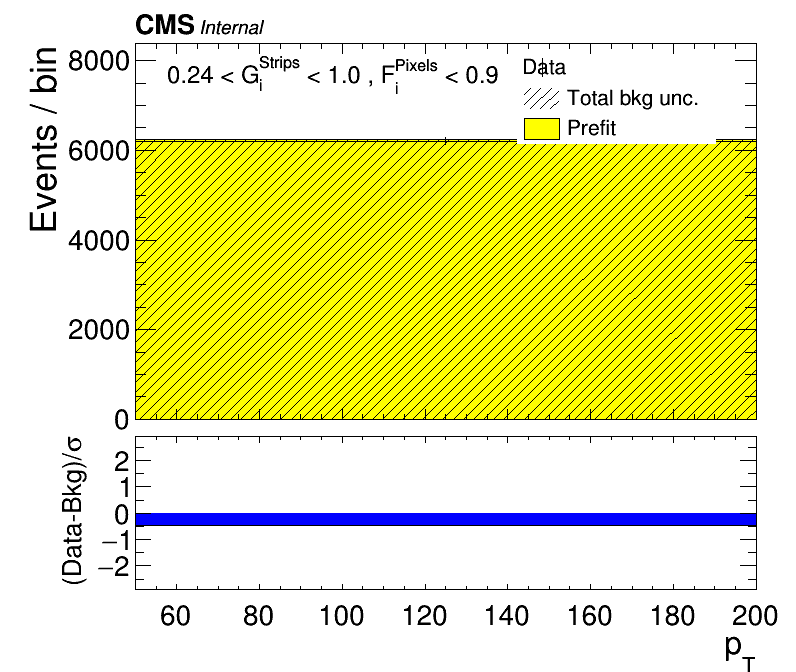 CMS Internal
0.24 < G_i^Strips < 1.0 , F_i^Pixels < 0.9
Data
Total bkg unc.
Prefit
Events / bin
8000
6000
4000
2000
0
(Data-Bkg)/σ
2
1
0
−1
−2
60 80 100 120 140 160 180 200
p_T